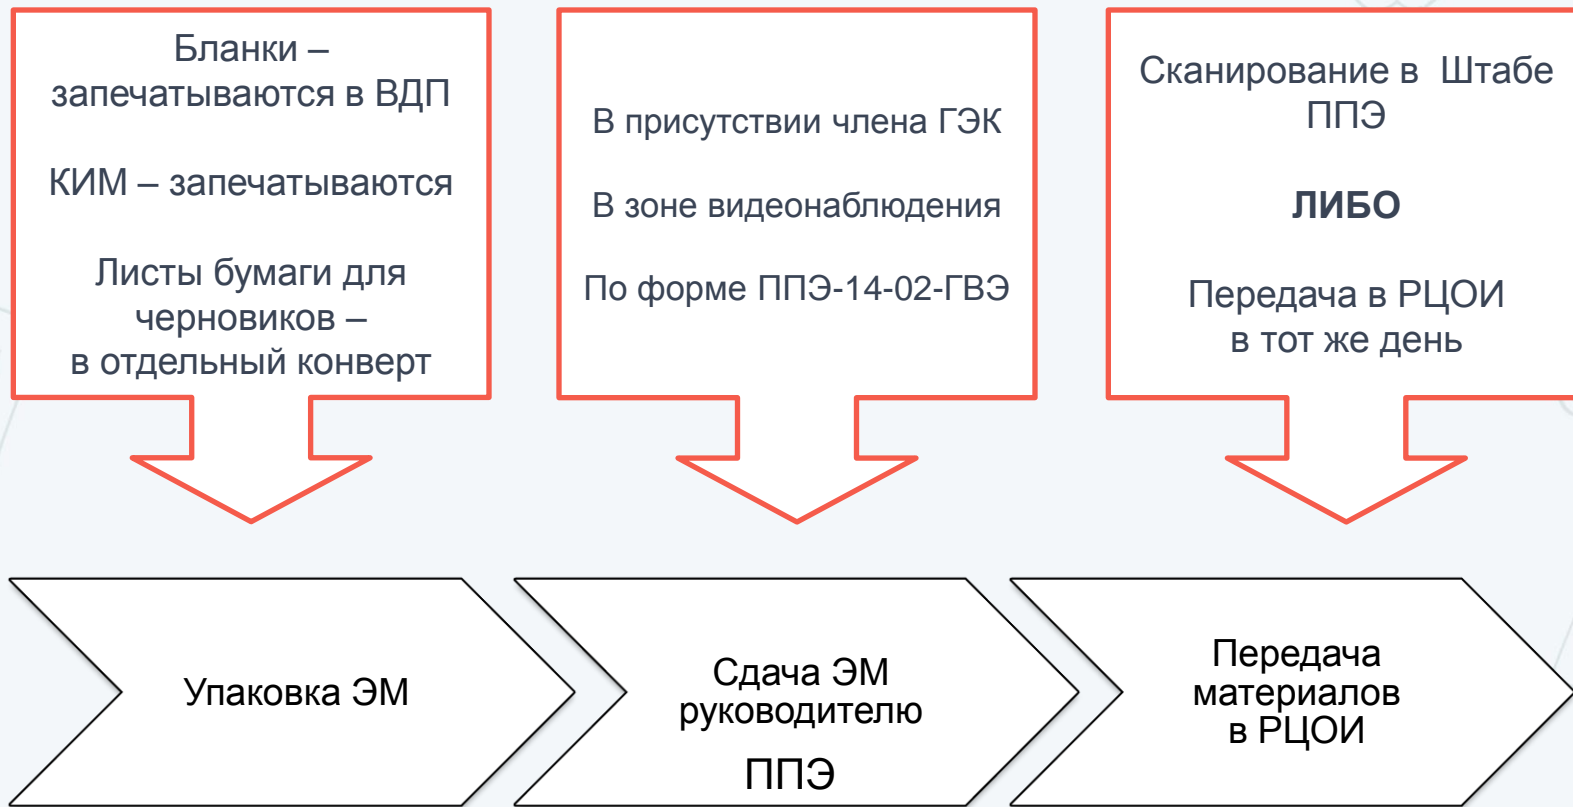 Бланки –
запечатываются в ВДП
КИМ – запечатываются
Листы бумаги для
черновиков –
в отдельный конверт
В присутствии члена ГЭК
В зоне видеонаблюдения
По форме ППЭ-14-02-ГВЭ
Сканирование в Штабе
ППЭ
ЛИБО
Передача в РЦОИ
в тот же день
Упаковка ЭМ
Сдача ЭМ
руководителю
ППЭ
Передача
материалов
в РЦОИ